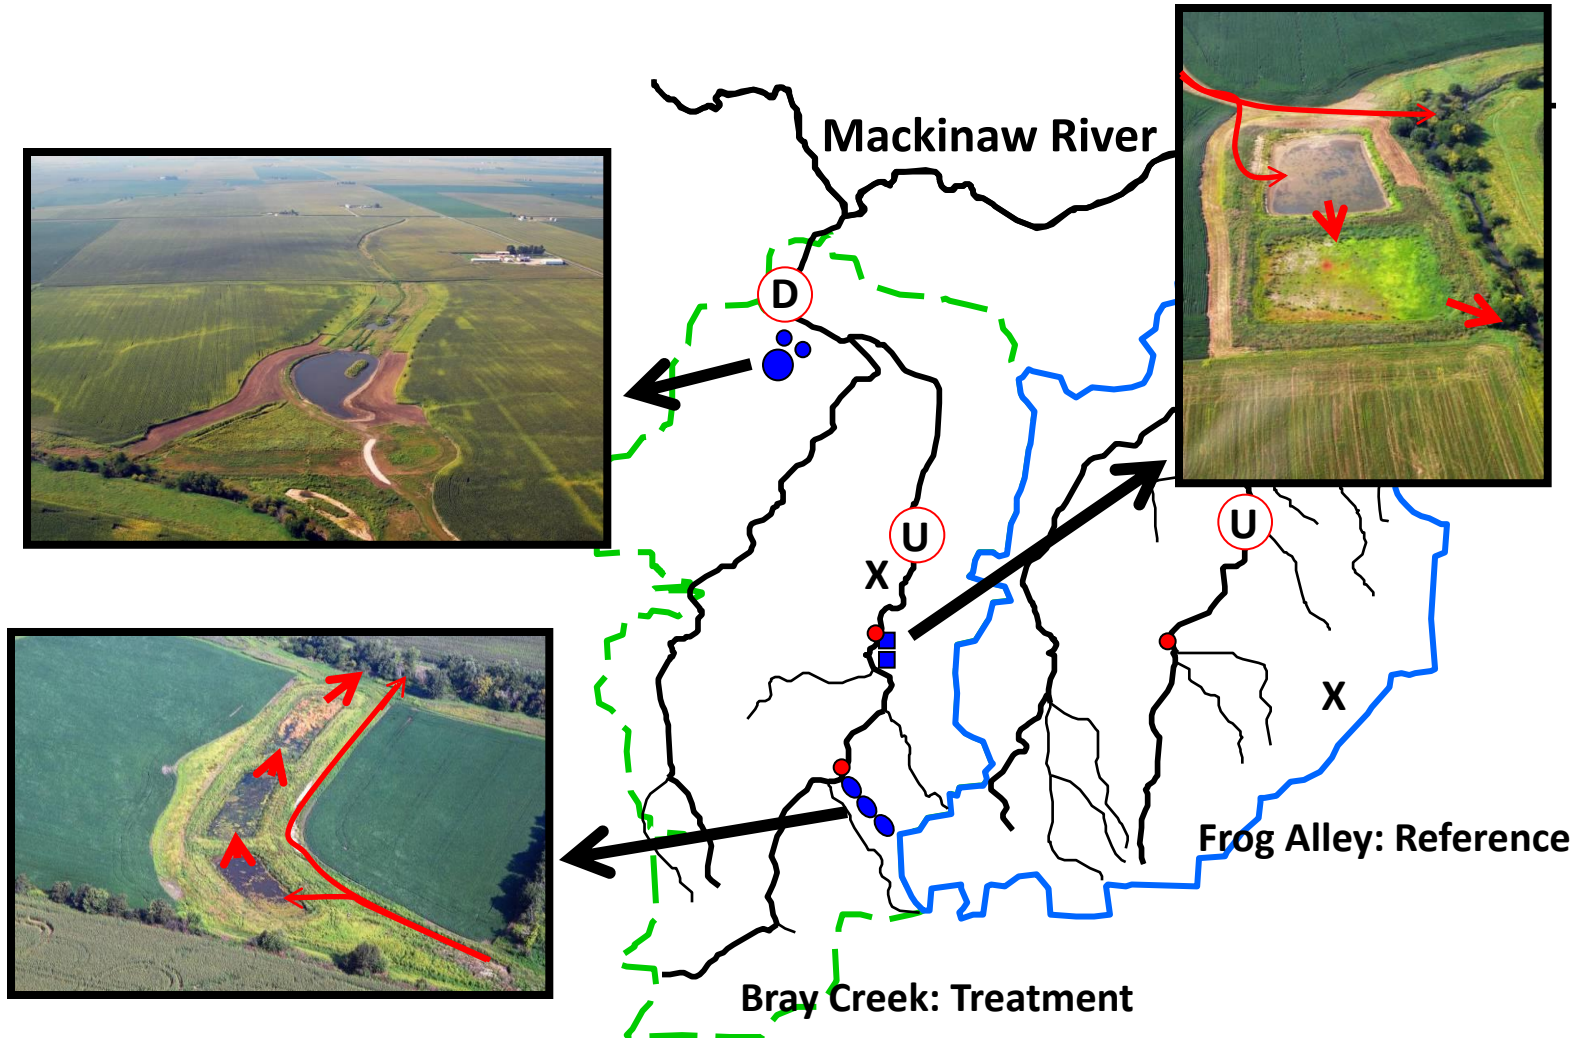 Mackinaw River
D
U
U
X
X
Frog Alley: Reference
Bray Creek: Treatment